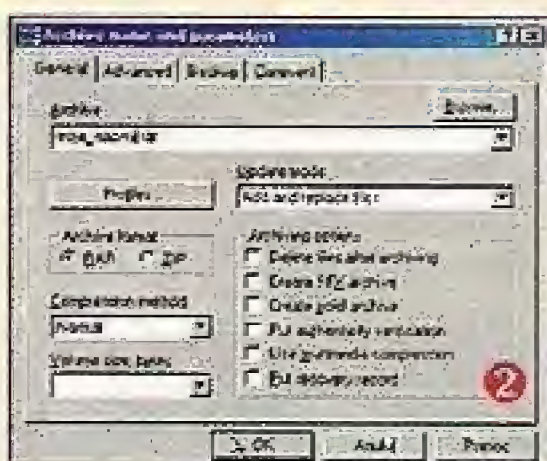 Archive name and parameters
General Advanced Backup Comment
Archive
Browse...
Update mode
Profiles...
Add and replace files
Archive format
RAR ZIP
Archiving options
Delete files after archiving
Create SFX archive
Create solid archive
Put authenticity verification
Use multimedia compression
Put recovery record
Compression method
Normal
Volume size, bytes
2
OK Anuluj Pomoc